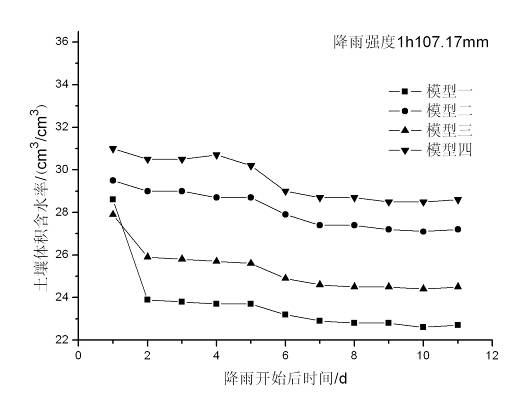 降雨强度1h107.17mm
模型一
模型二
模型三
模型四
土壤体积含水率/(cm³/cm³)
36
34
32
30
28
26
24
22
0 2 4 6 8 10 12
降雨开始后时间/d